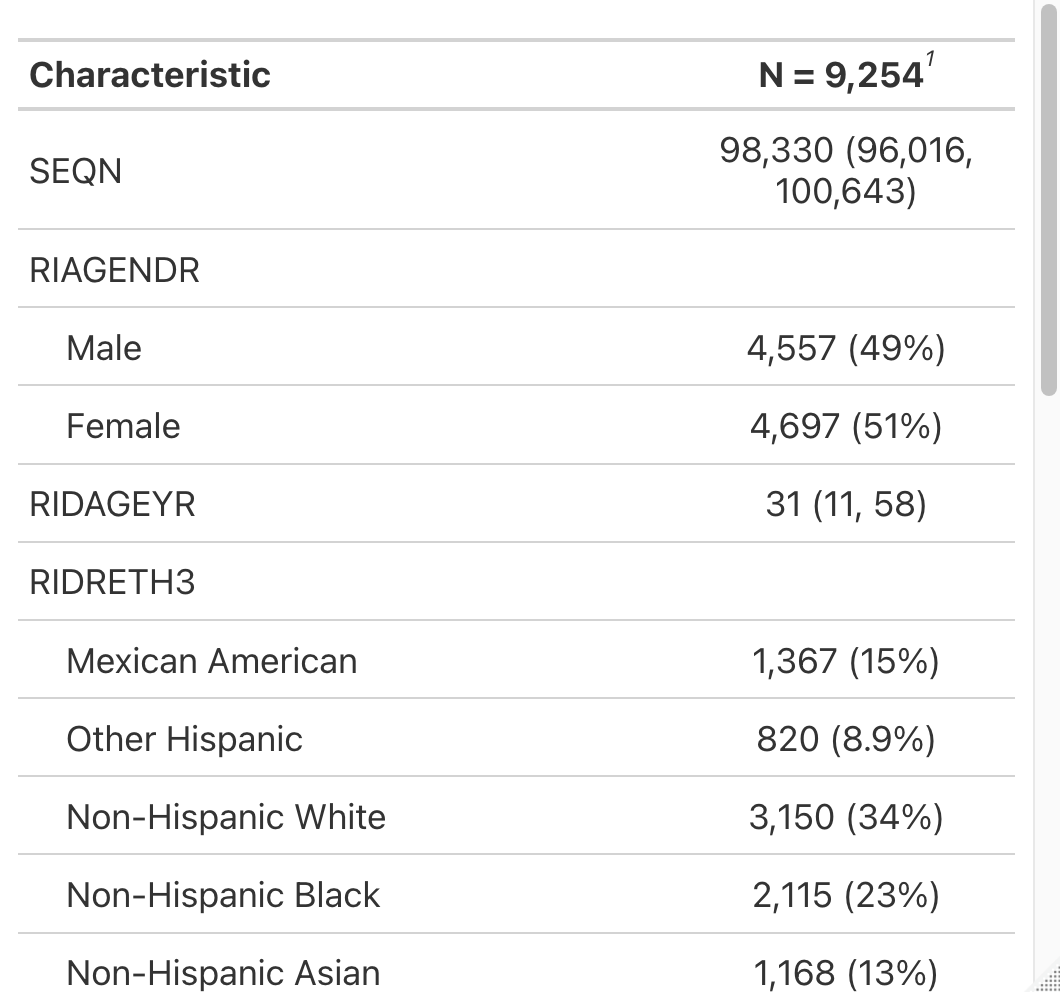 Characteristic N = 9,254 1
SEQN 98,330 (96,016,
100,643)
RIAGENDR
Male 4,557 (49%)
Female 4,697 (51%)
RIDAGEYR 31 (11, 58)
RIDRETH3
Mexican American 1,367 (15%)
Other Hispanic 820 (8.9%)
Non-Hispanic White 3,150 (34%)
Non-Hispanic Black 2,115 (23%)
Non-Hispanic Asian 1,168 (13%)